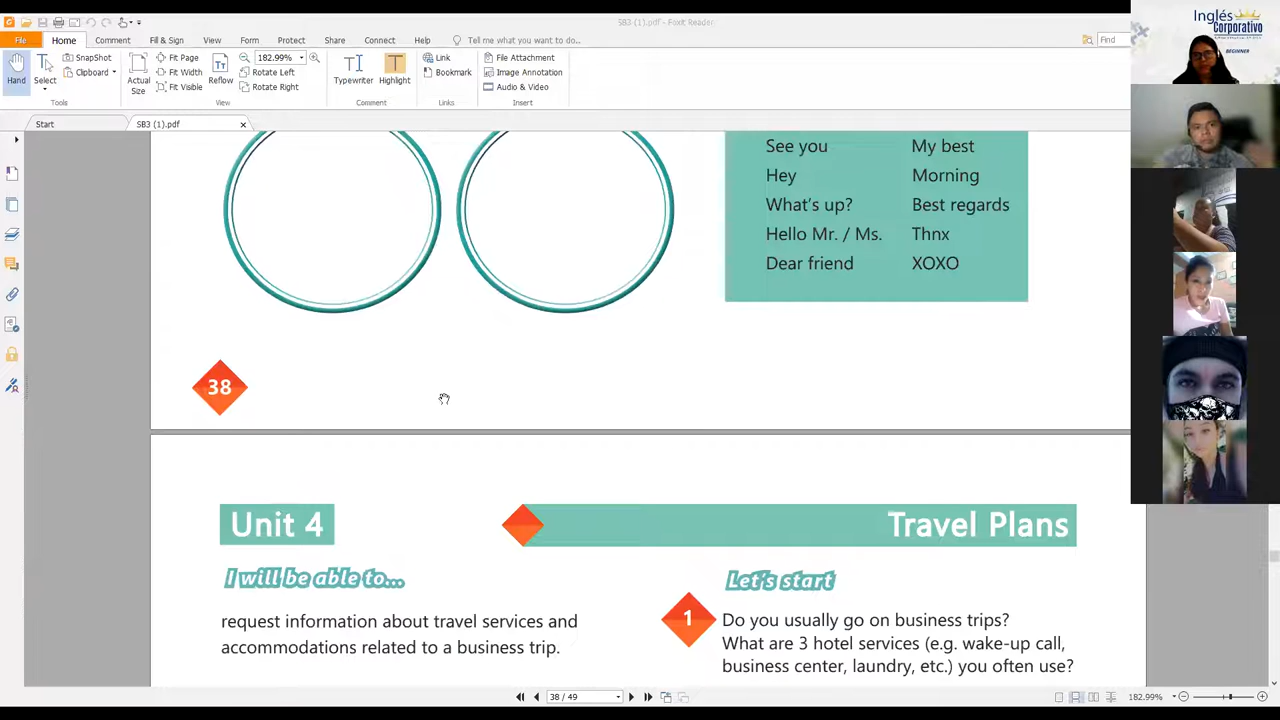 SB3 (1).pdf - Foxit Reader
File Home Comment Fill & Sign View Form Protect Share Connect Help Tell me what you want to do... Find
Hand
Select
SnapShot
Clipboard
Tools
Actual Size
Fit Page
Fit Width
Fit Visible
Reflow
182.99%
Rotate Left
Rotate Right
View
Typewriter
Highlight
Comment
Link
Bookmark
Links
File Attachment
Image Annotation
Audio & Video
Insert
Start
SB3 (1).pdf
Inglés
Corporativo
BEGINNER
See you My best
Hey Morning
What's up? Best regards
Hello Mr. / Ms. Thnx
Dear friend XOXO
38
Unit 4
Travel Plans
I will be able to...
request information about travel services and
accommodations related to a business trip.
Let's start
1
Do you usually go on business trips?
What are 3 hotel services (e.g. wake-up call,
business center, laundry, etc.) you often use?
38 / 49
182.99%